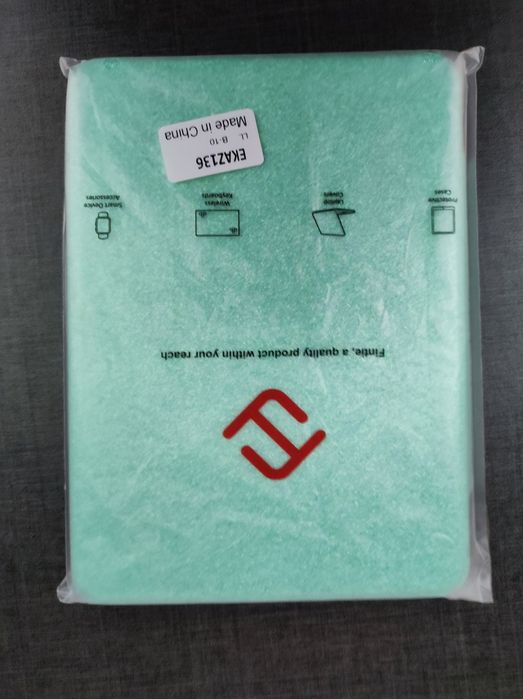 Fintie, a quality product within your reach
Protective
Cases
Laptop
Covers
Wireless
Keyboards
Smart Device
Accessories
EKAZ136
LL B-10
Made in China